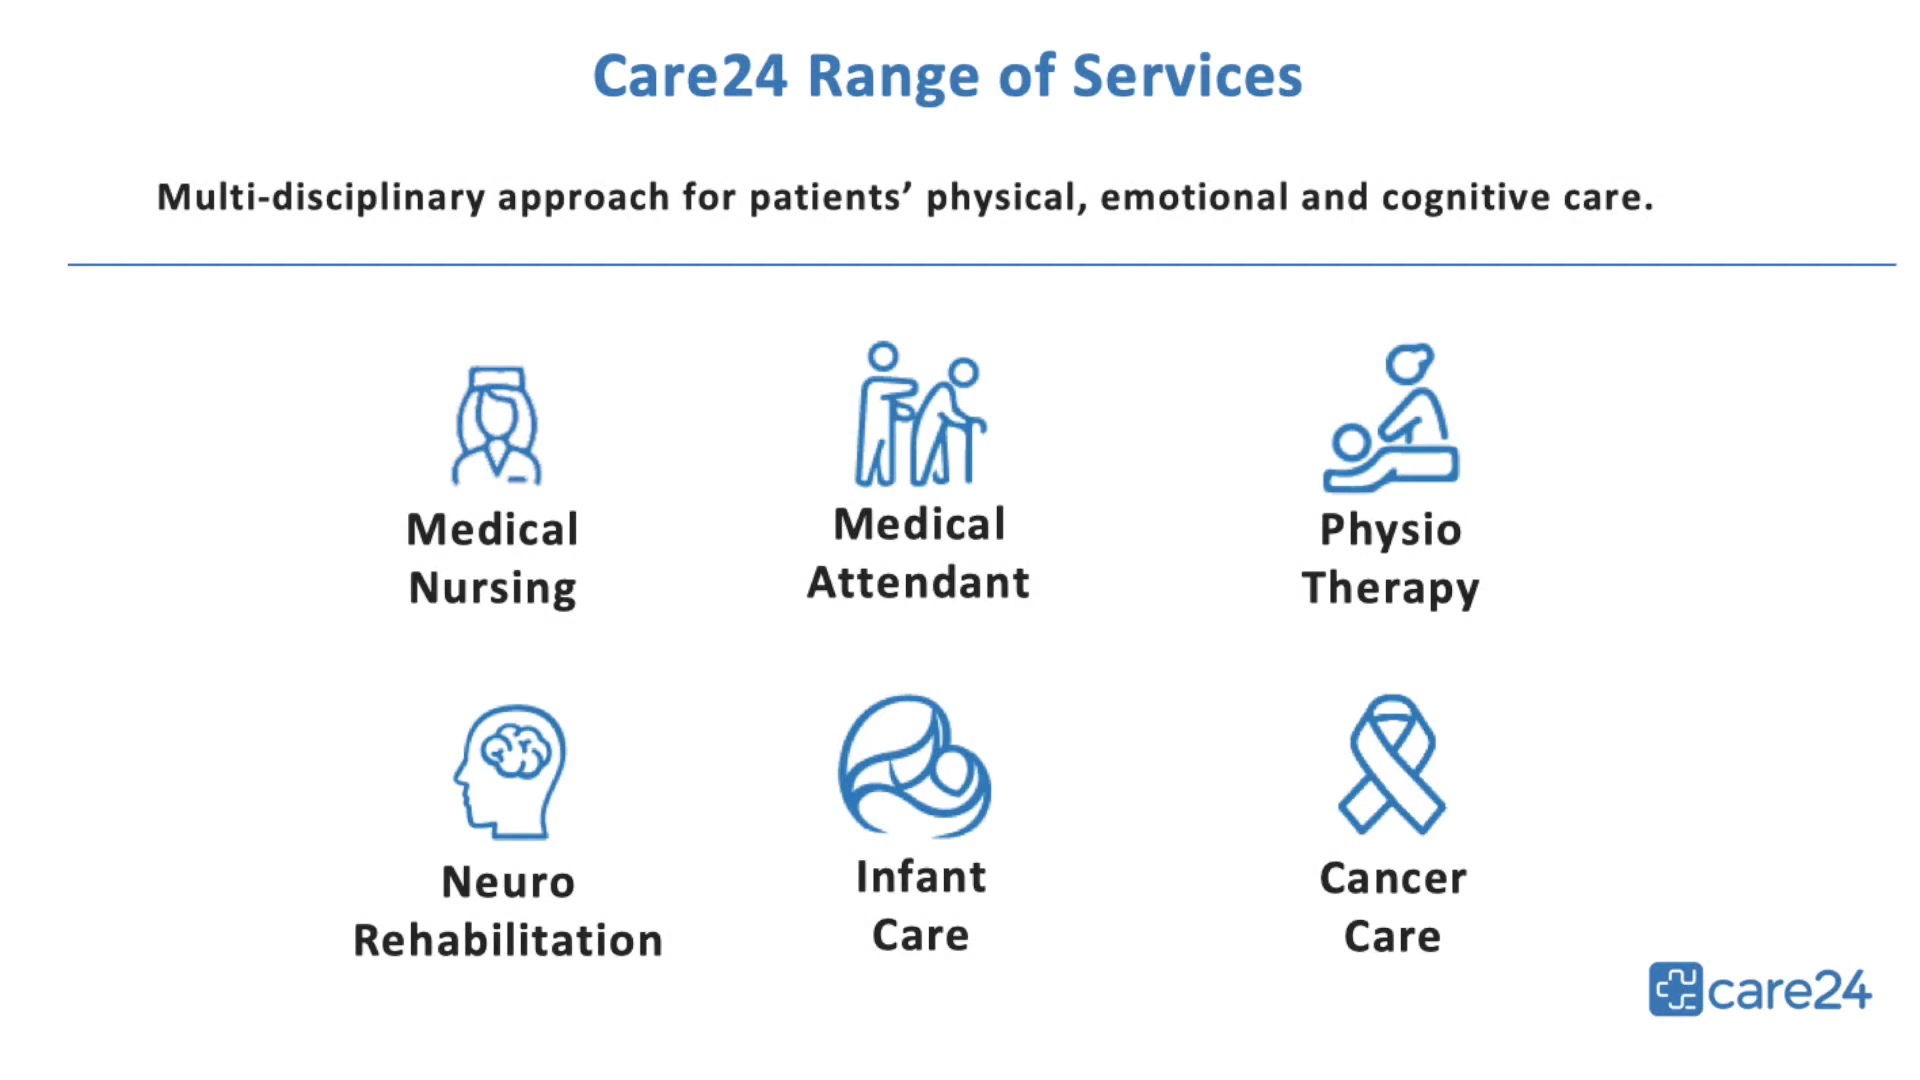 Care24 Range of Services
Multi-disciplinary approach for patients’ physical, emotional and cognitive care.
Medical
Nursing
Medical
Attendant
Physio
Therapy
Neuro
Rehabilitation
Infant
Care
Cancer
Care
care24